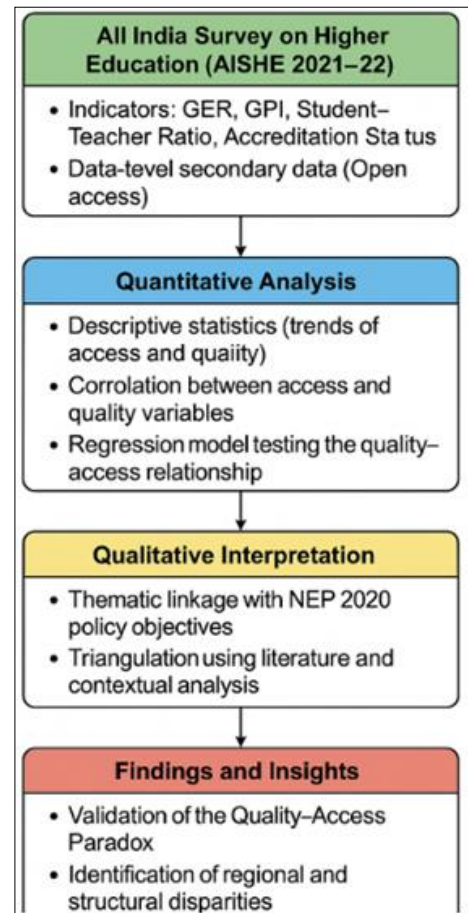 All India Survey on Higher
Education (AISHE 2021–22)
• Indicators: GER, GPI, Student–
Teacher Ratio, Accreditation Sta tus
• Data-tevel secondary data (Open
access)
Quantitative Analysis
• Descriptive statistics (trends of
access and quaiity)
• Corrolation between access and
quality variables
• Regression model testing the quality–
access relationship
Qualitative Interpretation
• Thematic linkage with NEP 2020
policy objectives
• Triangulation using literature and
contextual analysis
Findings and Insights
• Validation of the Quality–Access
Paradox
• Identification of regional and
structural disparities